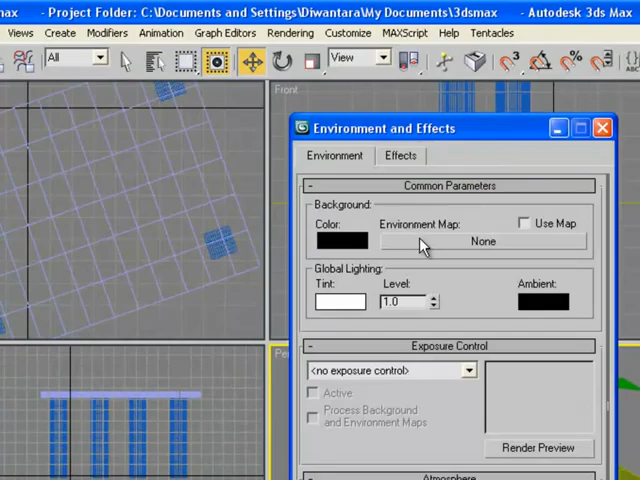 max - Project Folder: C:\Documents and Settings\Diwantara\My Documents\3dsmax - Autodesk 3ds Max
Views Create Modifiers Animation Graph Editors Rendering Customize MAXScript Help Tentacles
All View 3 % ABC
Front
Environment and Effects
Environment Effects
- Common Parameters
Background:
Color: Environment Map: Use Map
None
Global Lighting:
Tint: Level: Ambient:
1.0
- Exposure Control
<no exposure control>
Active
Process Background
and Environment Maps
Render Preview
- Atmosphere